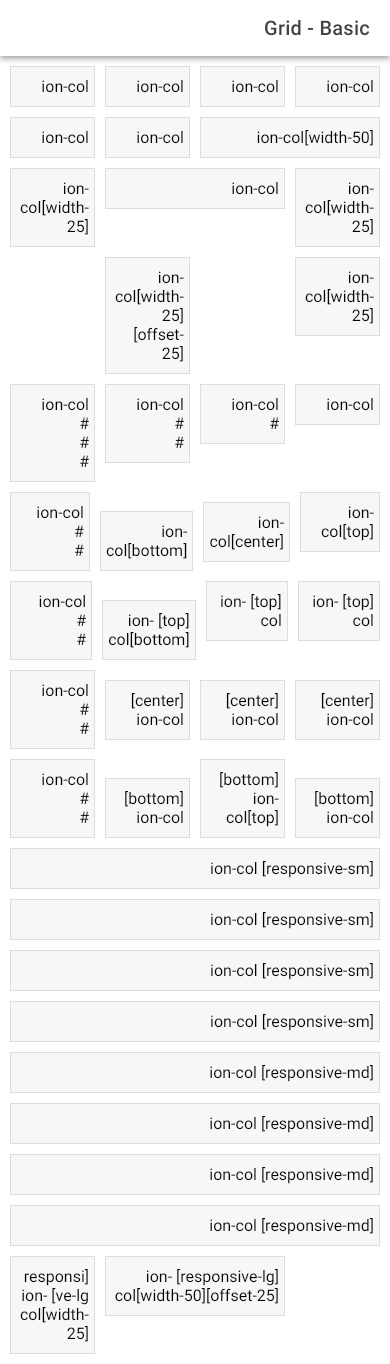 Grid - Basic
ion-col
ion-col
ion-col
ion-col
ion-col
ion-col
ion-col[width-50]
ion-
col[width-
25]
ion-col
ion-
col[width-
25]
ion-
col[width-
25]
[offset-
25]
ion-
col[width-
25]
ion-col
#
#
#
ion-col
#
#
ion-col
#
ion-col
ion-col
#
#
ion-
col[bottom]
ion-
col[center]
ion-
col[top]
ion-col
#
#
ion- [top]
col[bottom]
ion- [top]
col
ion- [top]
col
ion-col
#
#
[center]
ion-col
[center]
ion-col
[center]
ion-col
ion-col
#
#
[bottom]
ion-col
[bottom]
ion-
col[top]
[bottom]
ion-col
ion-col [responsive-sm]
ion-col [responsive-sm]
ion-col [responsive-sm]
ion-col [responsive-sm]
ion-col [responsive-md]
ion-col [responsive-md]
ion-col [responsive-md]
ion-col [responsive-md]
responsi]
ion- [ve-lg
col[width-
25]
ion- [responsive-lg]
col[width-50][offset-25]